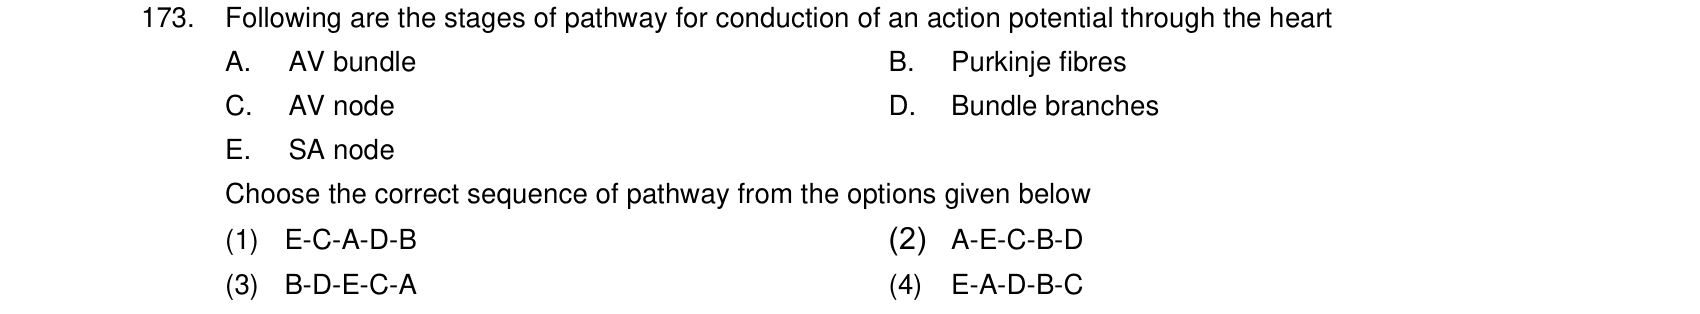 173. Following are the stages of pathway for conduction of an action potential through the heart
A. AV bundle B. Purkinje fibres
C. AV node D. Bundle branches
E. SA node
Choose the correct sequence of pathway from the options given below
(1) E-C-A-D-B (2) A-E-C-B-D
(3) B-D-E-C-A (4) E-A-D-B-C